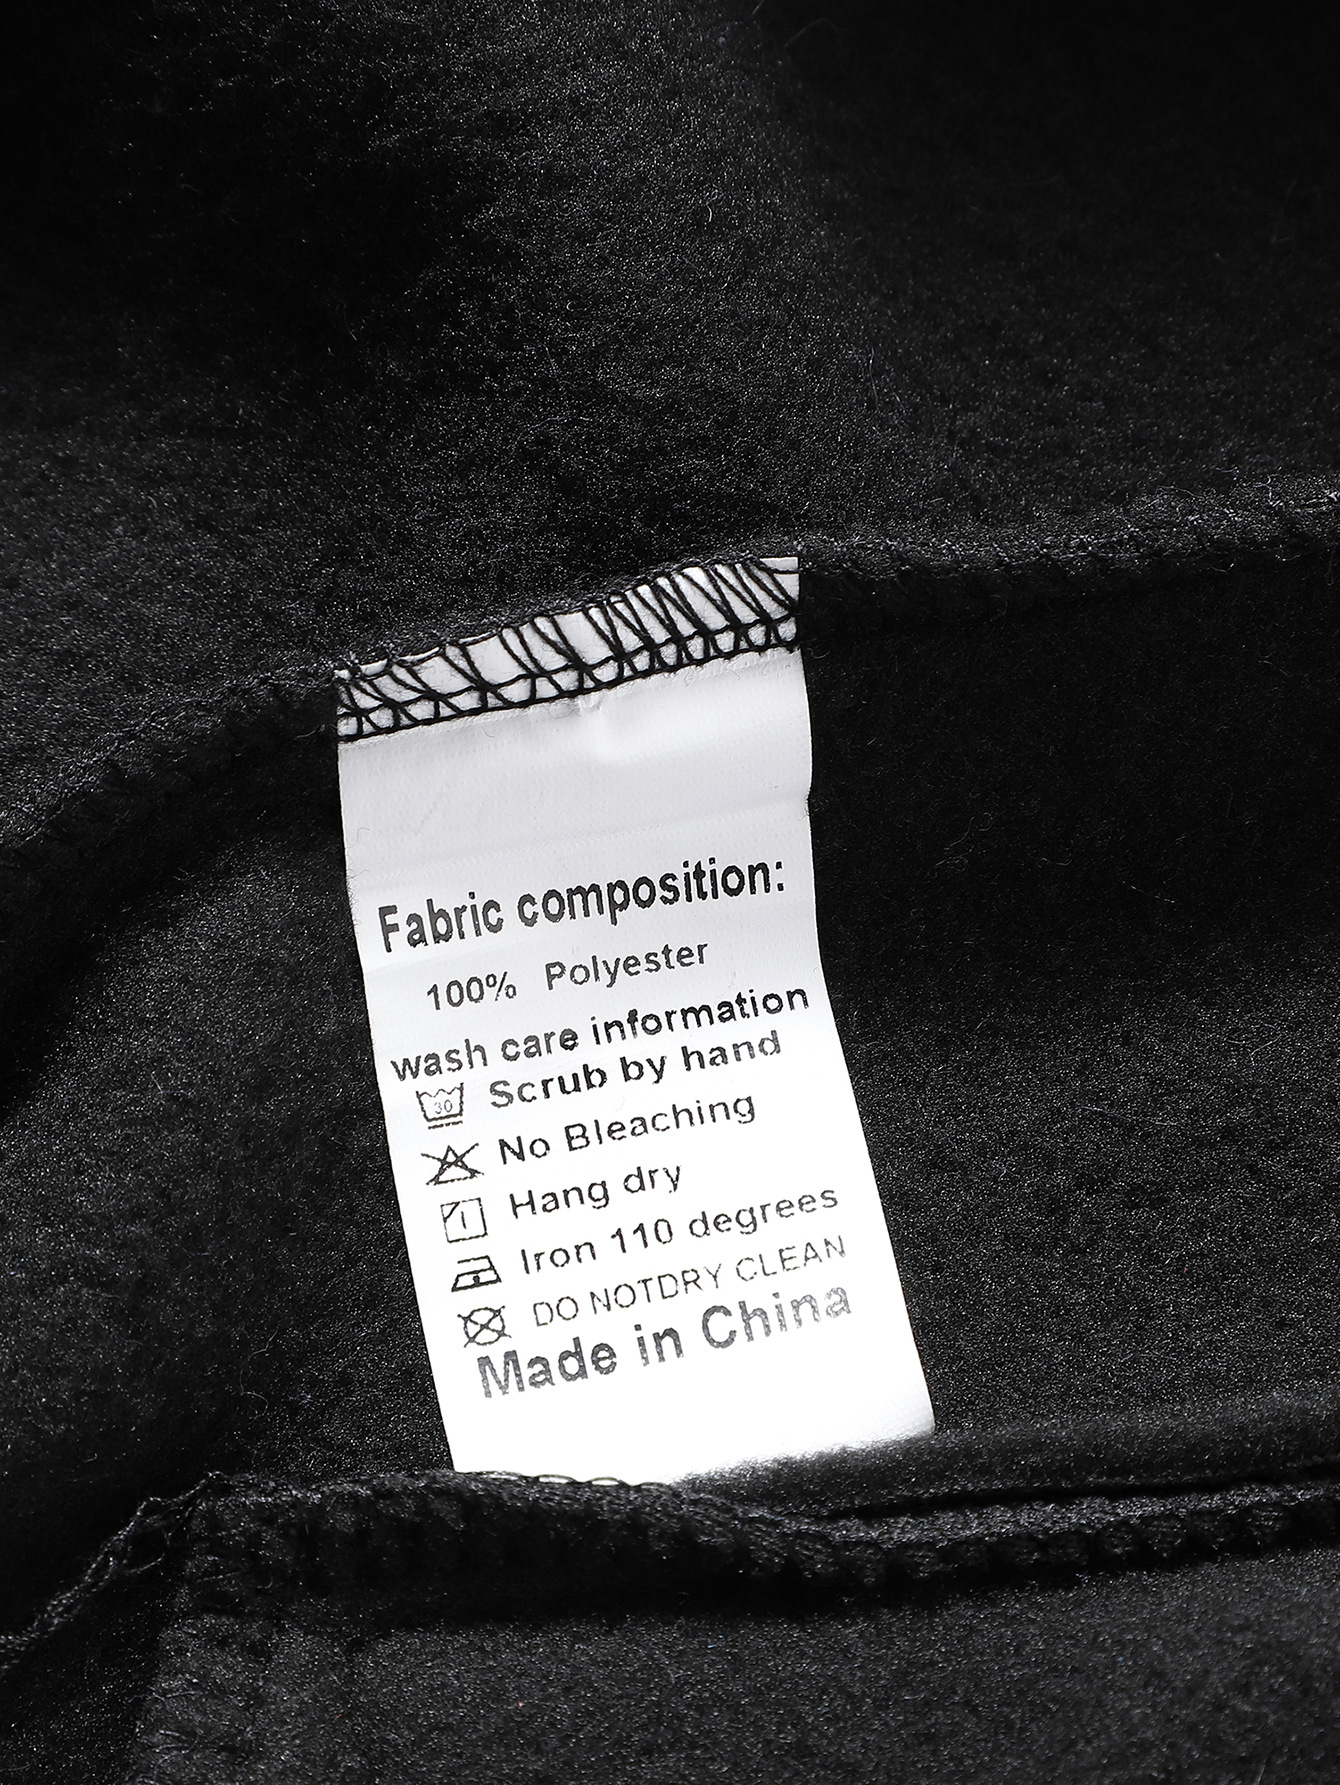 Fabric composition:
100% Polyester
wash care information
30 Scrub by hand
No Bleaching
Hang dry
Iron 110 degrees
DO NOTDRY CLEAN
Made in China